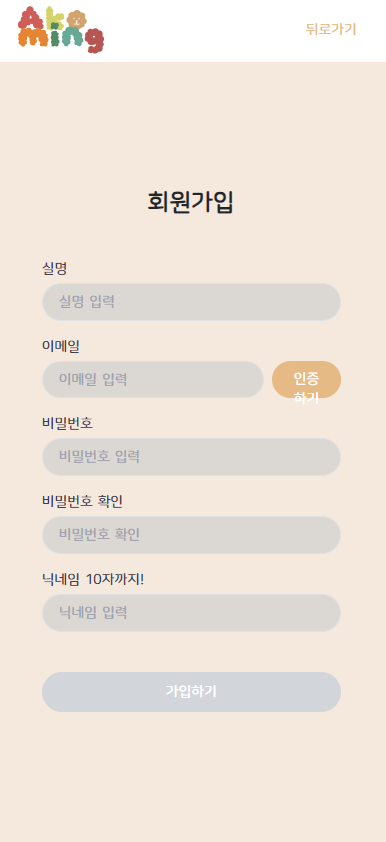 Ako
ming
뒤로가기
회원가입
실명
실명 입력
이메일
이메일 입력
인증
하기
비밀번호
비밀번호 입력
비밀번호 확인
비밀번호 확인
닉네임 10자까지!
닉네임 입력
가입하기